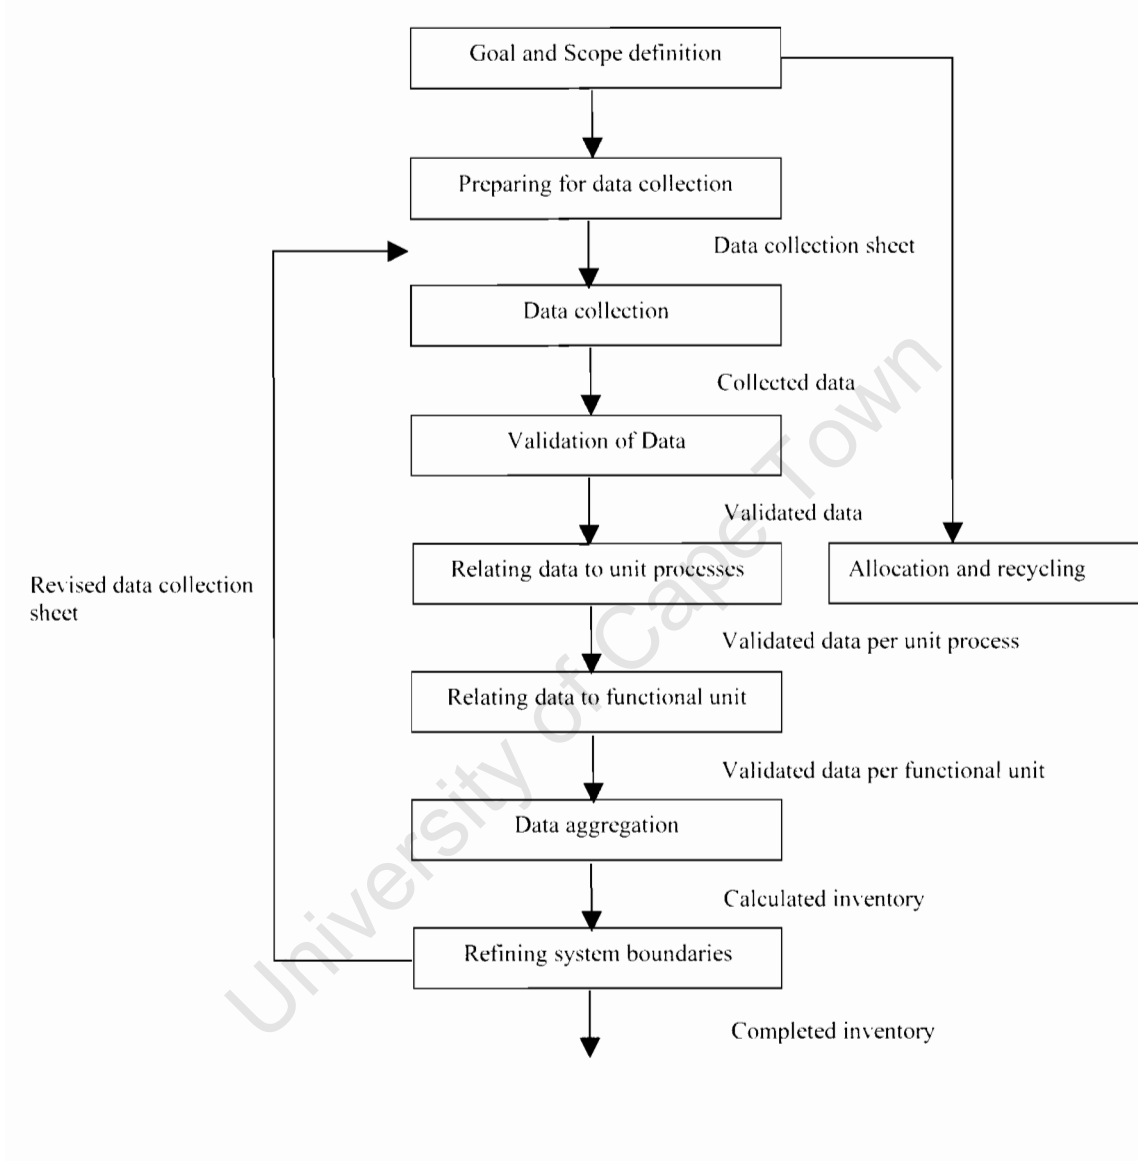 Goal and Scope definition
Preparing for data collection
Data collection sheet
Data collection
Collected data
Validation of Data
Validated data
Relating data to unit processes
Allocation and recycling
Revised data collection
sheet
Validated data per unit process
Relating data to functional unit
Validated data per functional unit
Data aggregation
Calculated inventory
Refining system boundaries
Completed inventory
University of Cape Town